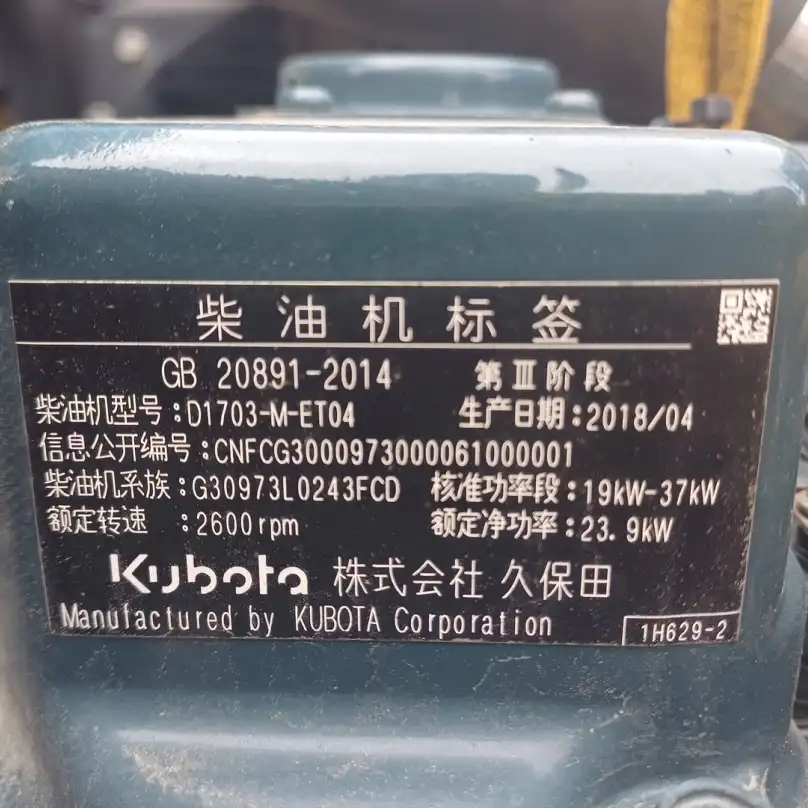 柴油机标签
GB 20891-2014 第Ⅲ阶段
柴油机型号:D1703-M-ET04 生产日期:2018/04
信息公开编号:CNFCG3000973000061000001
柴油机系族:G30973L0243FCD 核准功率段:19kW-37kW
额定转速 :2600rpm 额定净功率:23.9kW
Kubota 株式会社 久保田
Manufactured by KUBOTA Corporation
1H629-2